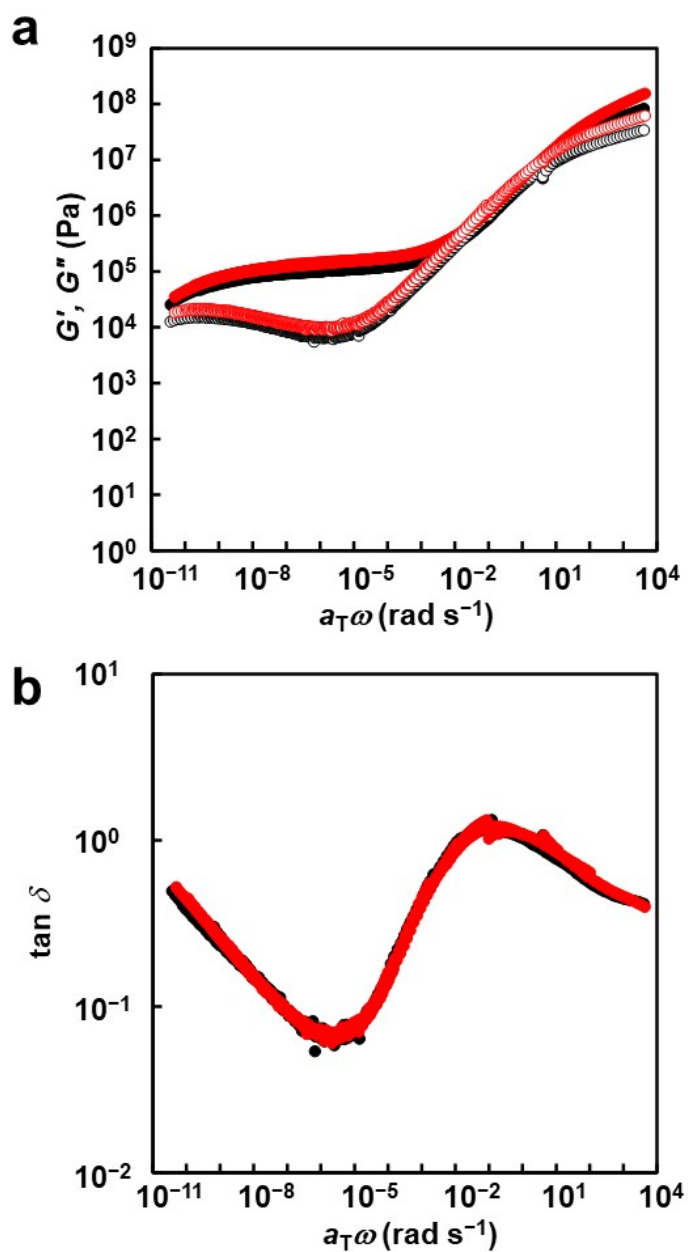 a
10⁹
10⁸
10⁷
10⁶
10⁵
10⁴
10³
10²
10¹
10⁰
G′, G″ (Pa)
10⁻¹¹ 10⁻⁸ 10⁻⁵ 10⁻² 10¹ 10⁴
aTω (rad s⁻¹)
b
10¹
10⁰
10⁻¹
10⁻²
tan δ
10⁻¹¹ 10⁻⁸ 10⁻⁵ 10⁻² 10¹ 10⁴
aTω (rad s⁻¹)